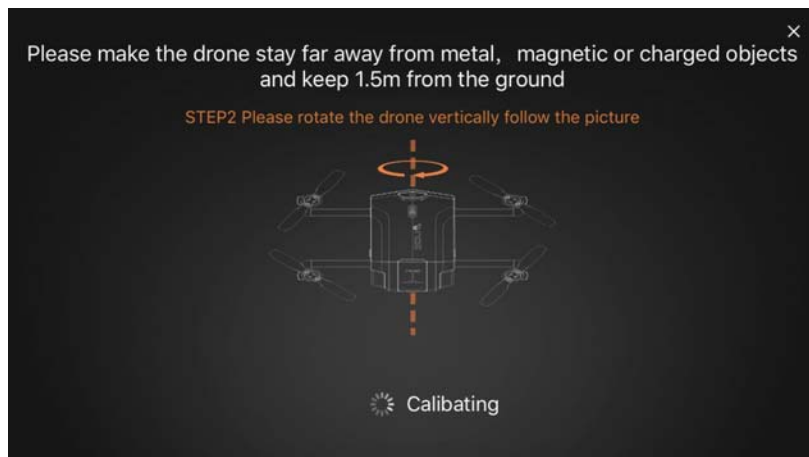 Please make the drone stay far away from metal, magnetic or charged objects
and keep 1.5m from the ground
STEP2 Please rotate the drone vertically follow the picture
Calibating